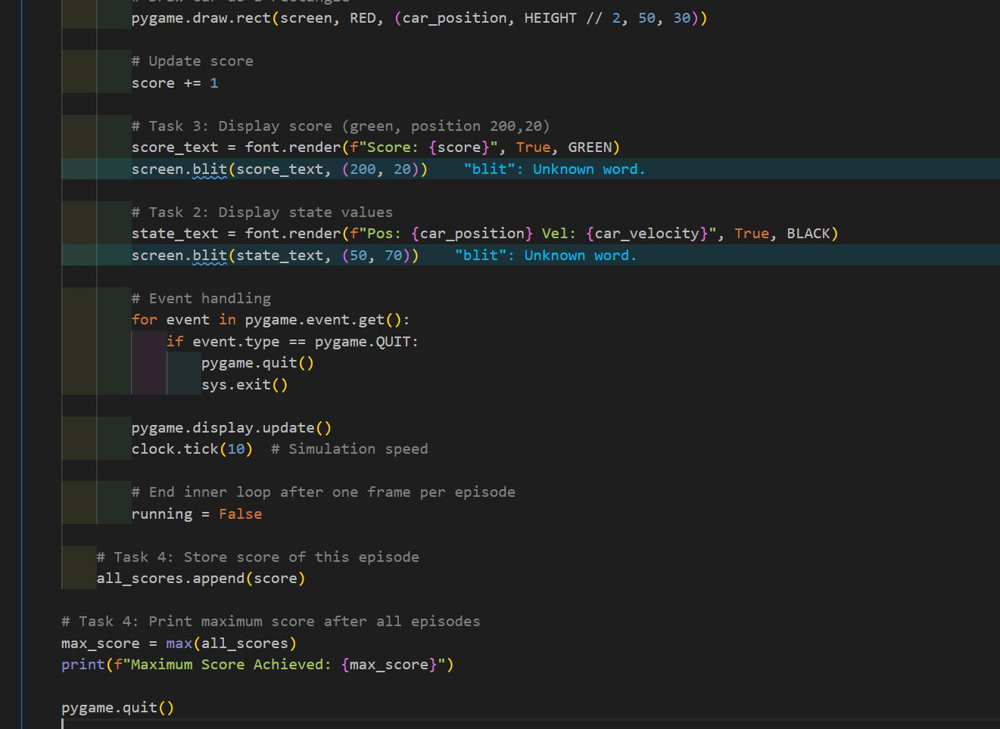 # Draw car as a rectangle
pygame.draw.rect(screen, RED, (car_position, HEIGHT // 2, 50, 30))
# Update score
score += 1
# Task 3: Display score (green, position 200,20)
score_text = font.render(f"Score: {score}", True, GREEN)
screen.blit(score_text, (200, 20))    "blit": Unknown word.
# Task 2: Display state values
state_text = font.render(f"Pos: {car_position} Vel: {car_velocity}", True, BLACK)
screen.blit(state_text, (50, 70))    "blit": Unknown word.
# Event handling
for event in pygame.event.get():
    if event.type == pygame.QUIT:
        pygame.quit()
        sys.exit()
pygame.display.update()
clock.tick(10)  # Simulation speed
# End inner loop after one frame per episode
running = False
# Task 4: Store score of this episode
all_scores.append(score)
# Task 4: Print maximum score after all episodes
max_score = max(all_scores)
print(f"Maximum Score Achieved: {max_score}")
pygame.quit()